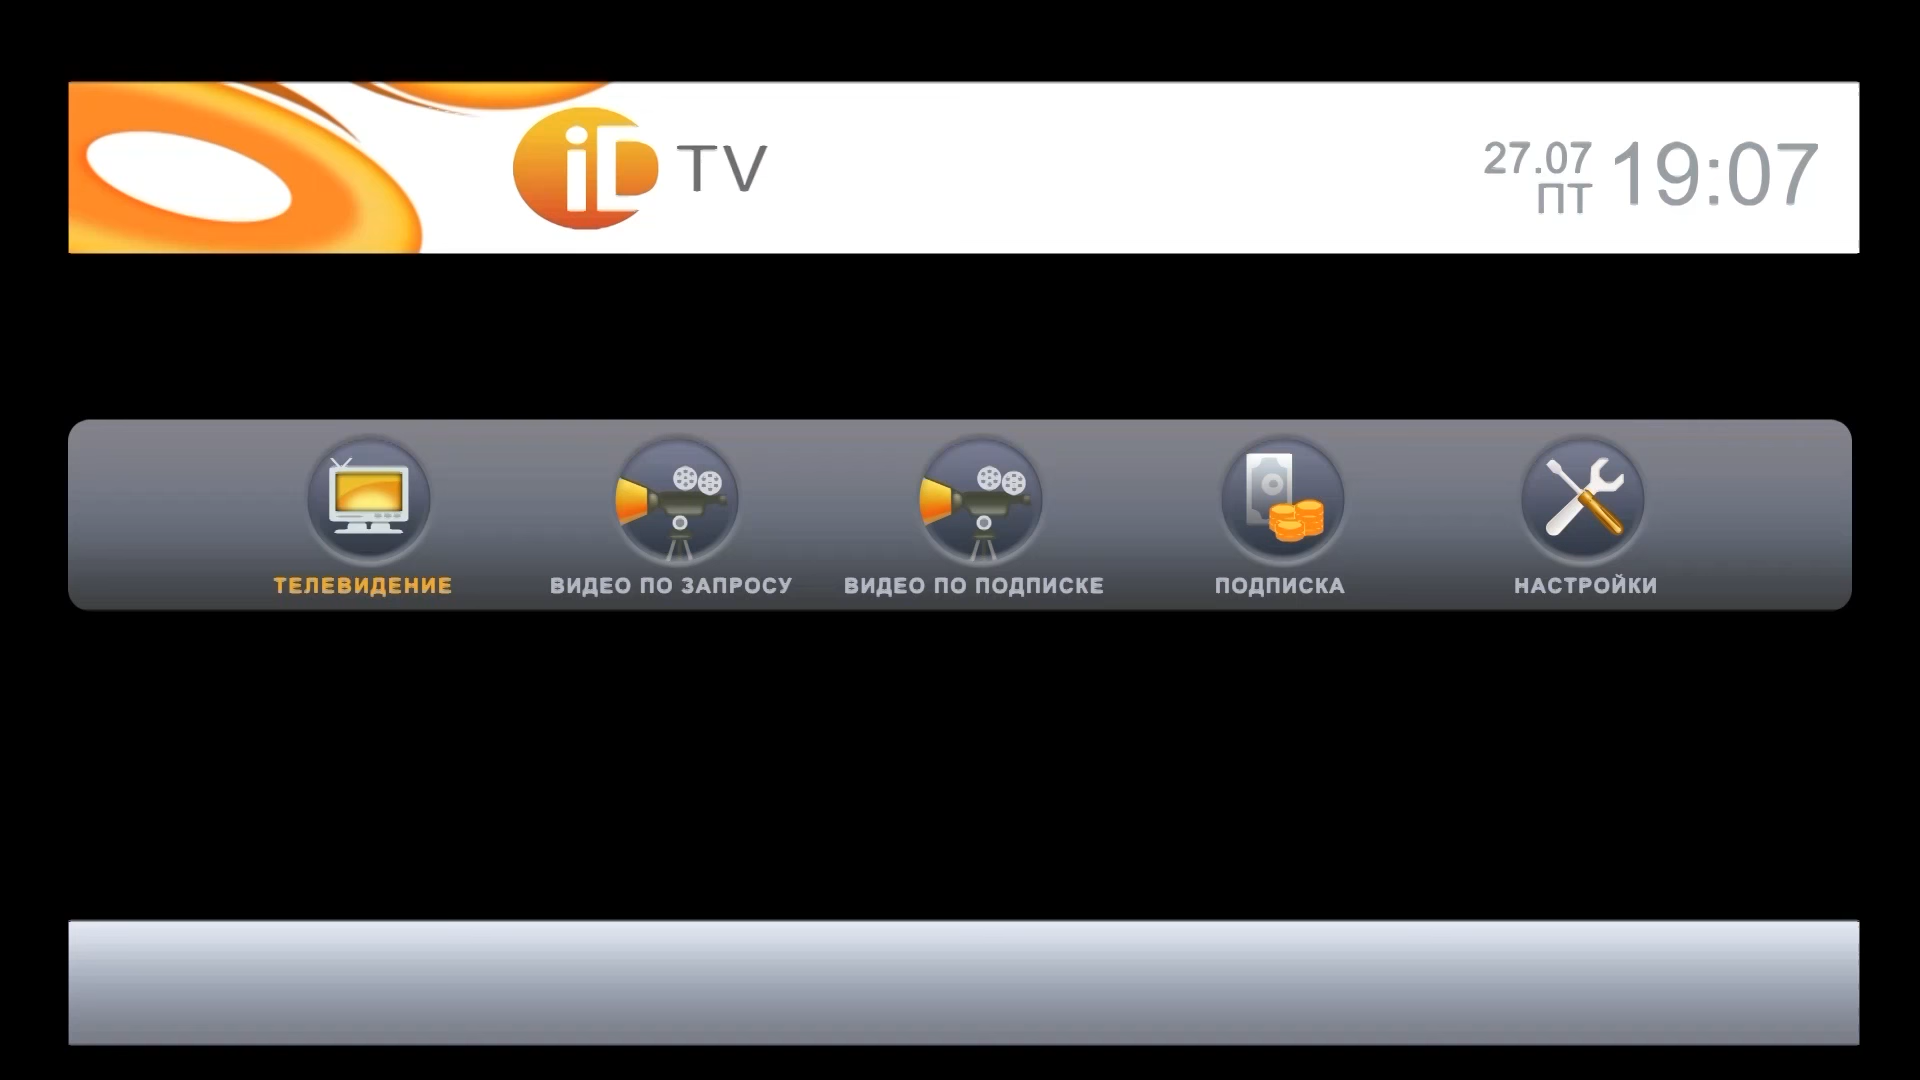 iD TV
27.07 19:07
ПТ
ТЕЛЕВИДЕНИЕ
ВИДЕО ПО ЗАПРОСУ
ВИДЕО ПО ПОДПИСКЕ
ПОДПИСКА
НАСТРОЙКИ